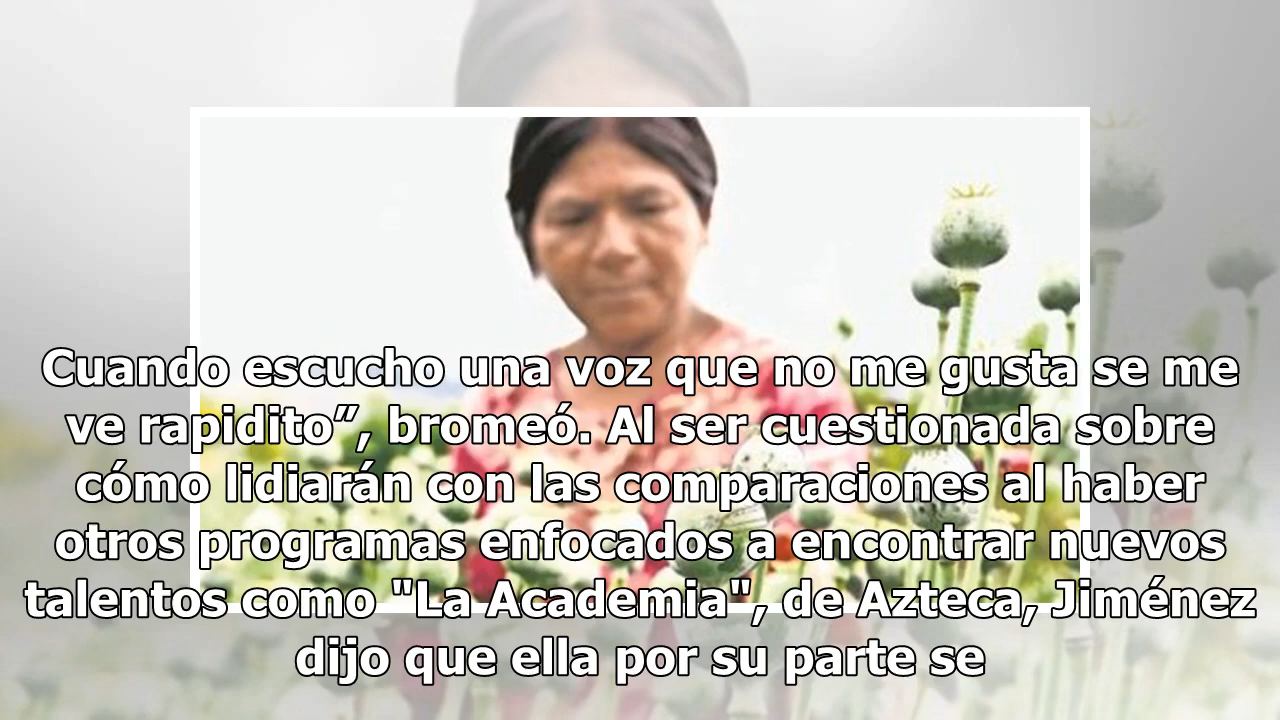 Cuando escucho una voz que no me gusta se me
ve rapidito”, bromeó. Al ser cuestionada sobre
cómo lidiarán con las comparaciones al haber
otros programas enfocados a encontrar nuevos
talentos como "La Academia", de Azteca, Jiménez
dijo que ella por su parte se